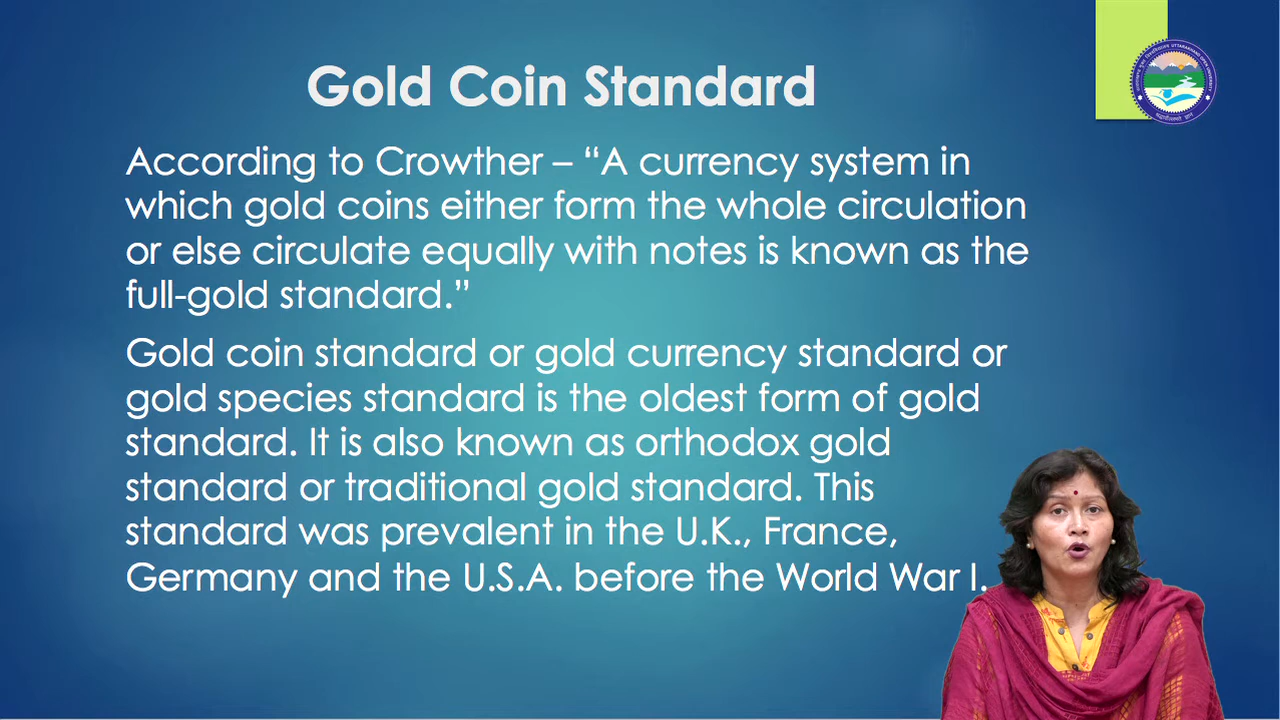 Gold Coin Standard
According to Crowther – “A currency system in
which gold coins either form the whole circulation
or else circulate equally with notes is known as the
full-gold standard.”
Gold coin standard or gold currency standard or
gold species standard is the oldest form of gold
standard. It is also known as orthodox gold
standard or traditional gold standard. This
standard was prevalent in the U.K., France,
Germany and the U.S.A. before the World War I.
UTTARAKHAND OPEN UNIVERSITY